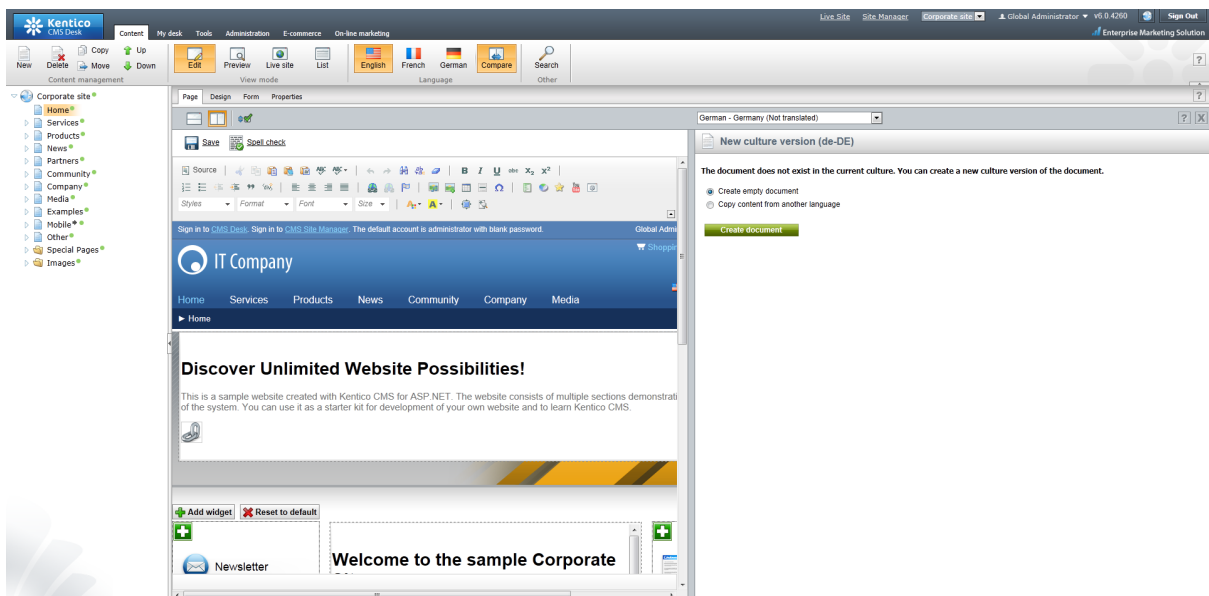 Kentico
CMS Desk
Content My desk Tools Administration E-commerce On-line marketing
Live Site Site Manager Corporate site Global Administrator v6.0.4260 Sign Out
Enterprise Marketing Solution
New Delete Copy Move Up Down
Content management
Edit Preview Live site List
View mode
English French German Compare
Language
Search
Other
?
Corporate site
Home
Services
Products
News
Partners
Community
Company
Media
Examples
Mobile
Other
Special Pages
Images
Page Design Form Properties
?
Save Spell check
Source
B I U abc X₂ X²
Styles Format Font Size
Sign in to CMS Desk. Sign in to CMS Site Manager. The default account is administrator with blank password. Global Admi
Shoppin
IT Company
Home Services Products News Community Company Media
► Home
Discover Unlimited Website Possibilities!
This is a sample website created with Kentico CMS for ASP.NET. The website consists of multiple sections demonstrati
of the system. You can use it as a starter kit for development of your own website and to learn Kentico CMS.
Add widget Reset to default
Newsletter
Welcome to the sample Corporate
German - Germany (Not translated)
? X
New culture version (de-DE)
The document does not exist in the current culture. You can create a new culture version of the document.
Create empty document
Copy content from another language
Create document